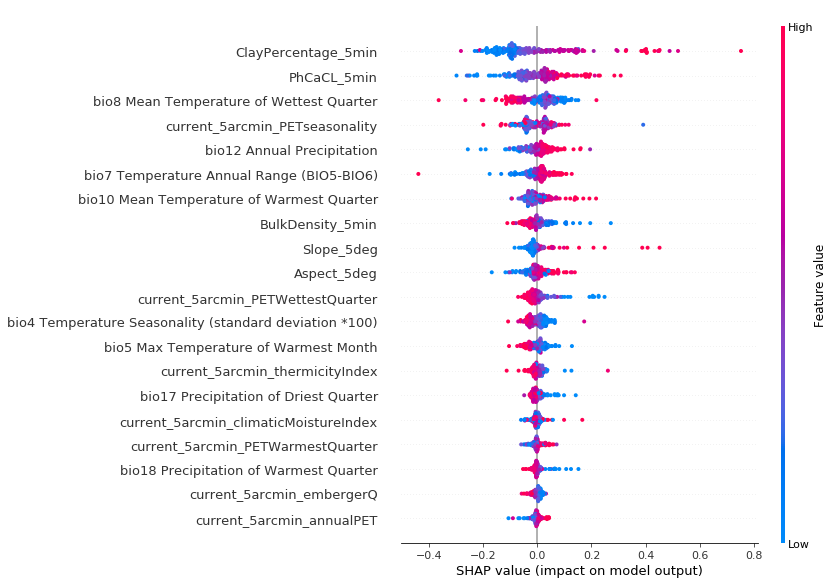 High
ClayPercentage_5min
PhCaCL_5min
bio8 Mean Temperature of Wettest Quarter
current_5arcmin_PETseasonality
bio12 Annual Precipitation
bio7 Temperature Annual Range (BIO5-BIO6)
bio10 Mean Temperature of Warmest Quarter
BulkDensity_5min
Slope_5deg
Aspect_5deg
current_5arcmin_PETWettestQuarter
bio4 Temperature Seasonality (standard deviation *100)
bio5 Max Temperature of Warmest Month
current_5arcmin_thermicityIndex
bio17 Precipitation of Driest Quarter
current_5arcmin_climaticMoistureIndex
current_5arcmin_PETWarmestQuarter
bio18 Precipitation of Warmest Quarter
current_5arcmin_embergerQ
current_5arcmin_annualPET
Feature value
Low
−0.4 −0.2 0.0 0.2 0.4 0.6 0.8
SHAP value (impact on model output)